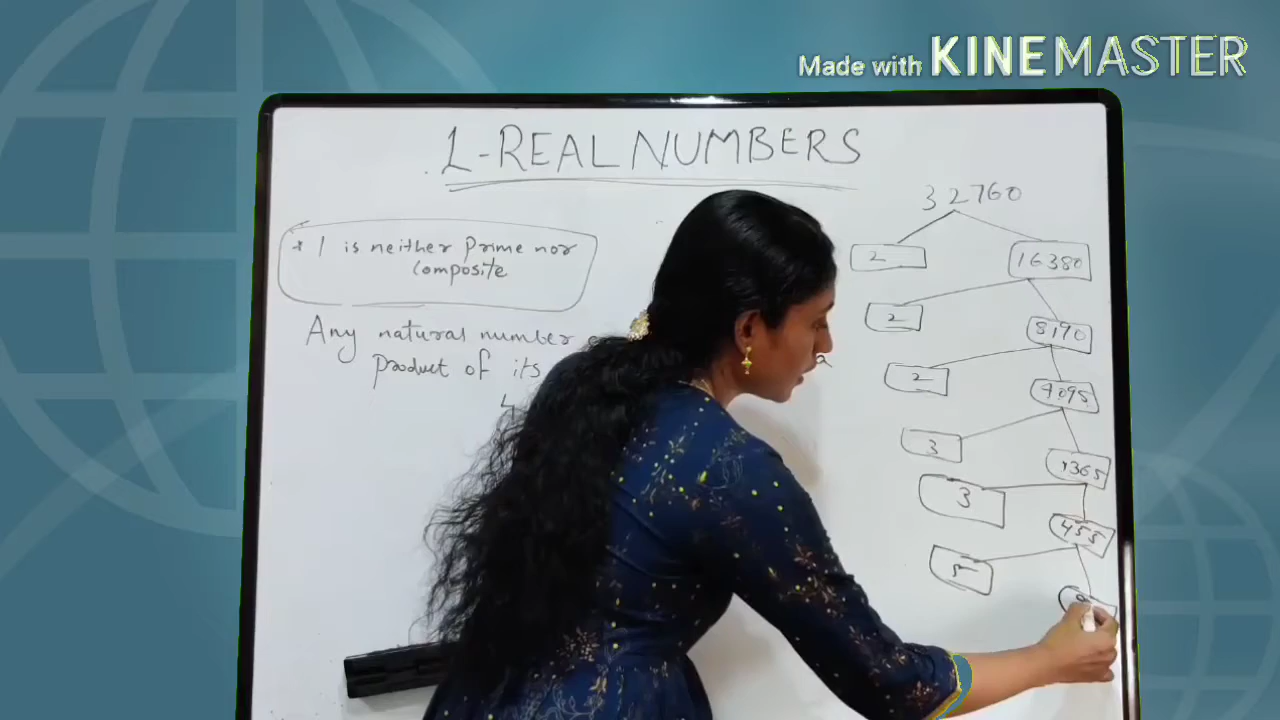 Made with KINEMASTER
1-REAL NUMBERS
32760
* 1 is neither prime nor
composite
2 16380
2 8190
Any natural number
product of its
2 4095
4
3 1365
3 455
5